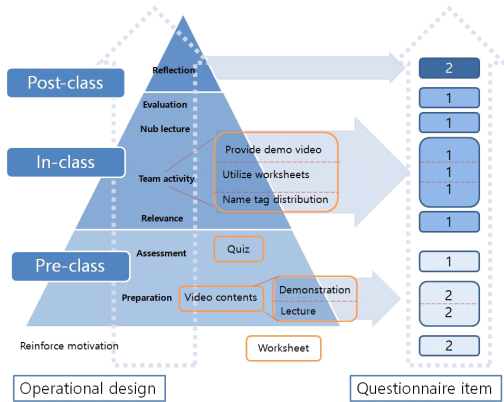 Post-class
Reflection
2
Evaluation
1
Nub lecture
1
In-class
Provide demo video
1
Team activity
Utilize worksheets
1
Name tag distribution
1
Relevance
1
Assessment
Quiz
1
Pre-class
Preparation
Video contents
Demonstration
2
Lecture
2
Reinforce motivation
Worksheet
2
Operational design
Questionnaire item